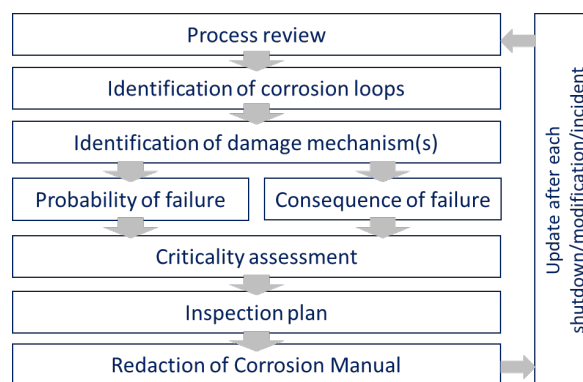 Process review
Identification of corrosion loops
Identification of damage mechanism(s)
Probability of failure
Consequence of failure
Criticality assessment
Inspection plan
Redaction of Corrosion Manual
Update after each
shutdown/modification/incident